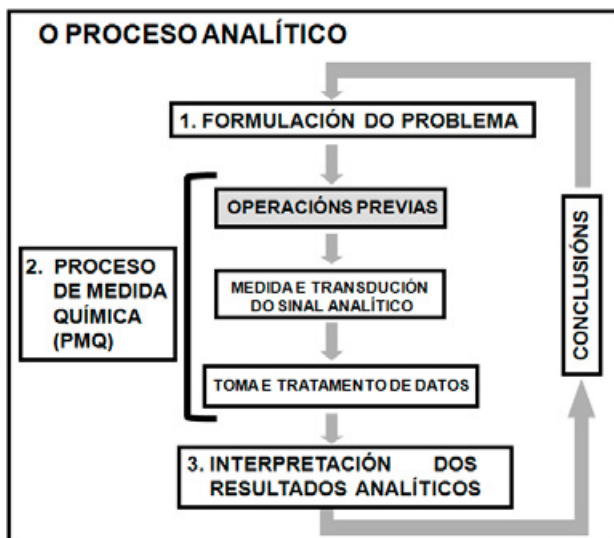 O PROCESO ANALÍTICO
1. FORMULACIÓN DO PROBLEMA
OPERACIÓNS PREVIAS
2. PROCESO
DE MEDIDA
QUÍMICA
(PMQ)
MEDIDA E TRANSDUCIÓN
DO SINAL ANALÍTICO
TOMA E TRATAMENTO DE DATOS
3. INTERPRETACIÓN DOS
RESULTADOS ANALÍTICOS
CONCLUSIÓNS